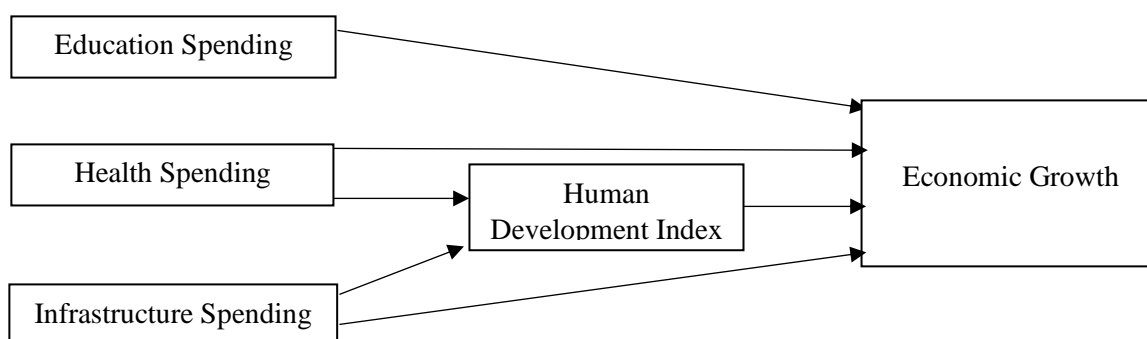 Education Spending
Health Spending
Human
Development Index
Economic Growth
Infrastructure Spending